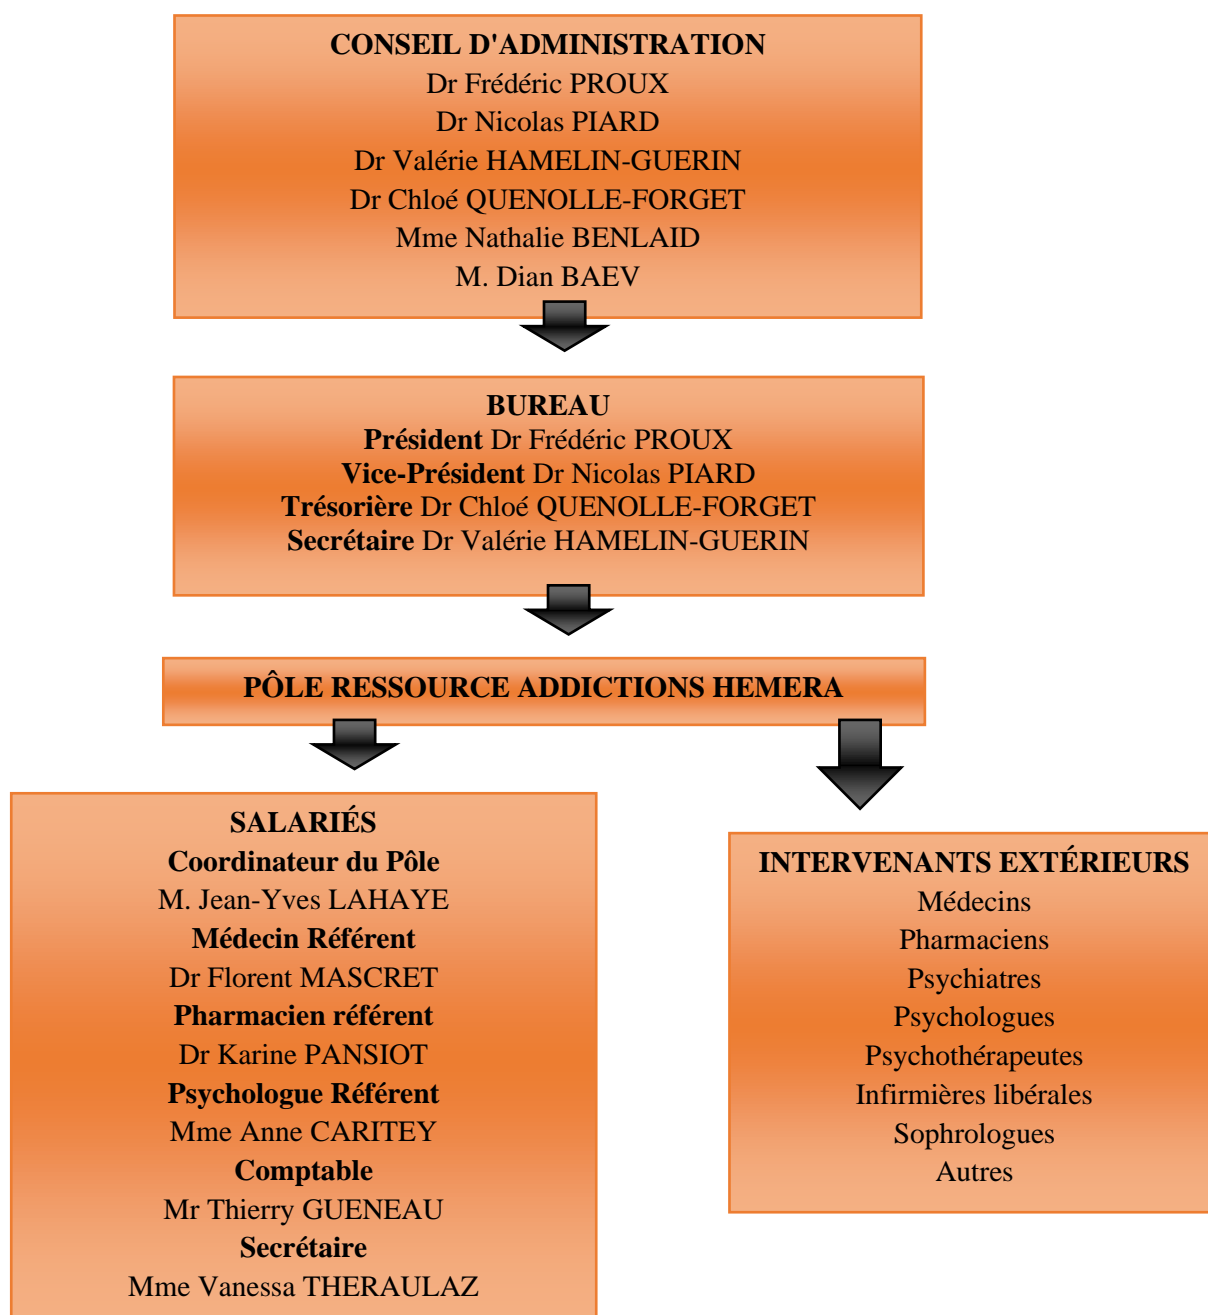 CONSEIL D'ADMINISTRATION
Dr Frédéric PROUX
Dr Nicolas PIARD
Dr Valérie HAMELIN-GUERIN
Dr Chloé QUENOLLE-FORGET
Mme Nathalie BENLAID
M. Dian BAEV
BUREAU
Président Dr Frédéric PROUX
Vice-Président Dr Nicolas PIARD
Trésorière Dr Chloé QUENOLLE-FORGET
Secrétaire Dr Valérie HAMELIN-GUERIN
PÔLE RESSOURCE ADDICTIONS HEMERA
SALARIÉS
Coordinateur du Pôle
M. Jean-Yves LAHAYE
Médecin Référent
Dr Florent MASCRET
Pharmacien référent
Dr Karine PANSIOT
Psychologue Référent
Mme Anne CARITEY
Comptable
Mr Thierry GUENEAU
Secrétaire
Mme Vanessa THERAULAZ
INTERVENANTS EXTÉRIEURS
Médecins
Pharmaciens
Psychiatres
Psychologues
Psychothérapeutes
Infirmières libérales
Sophrologues
Autres